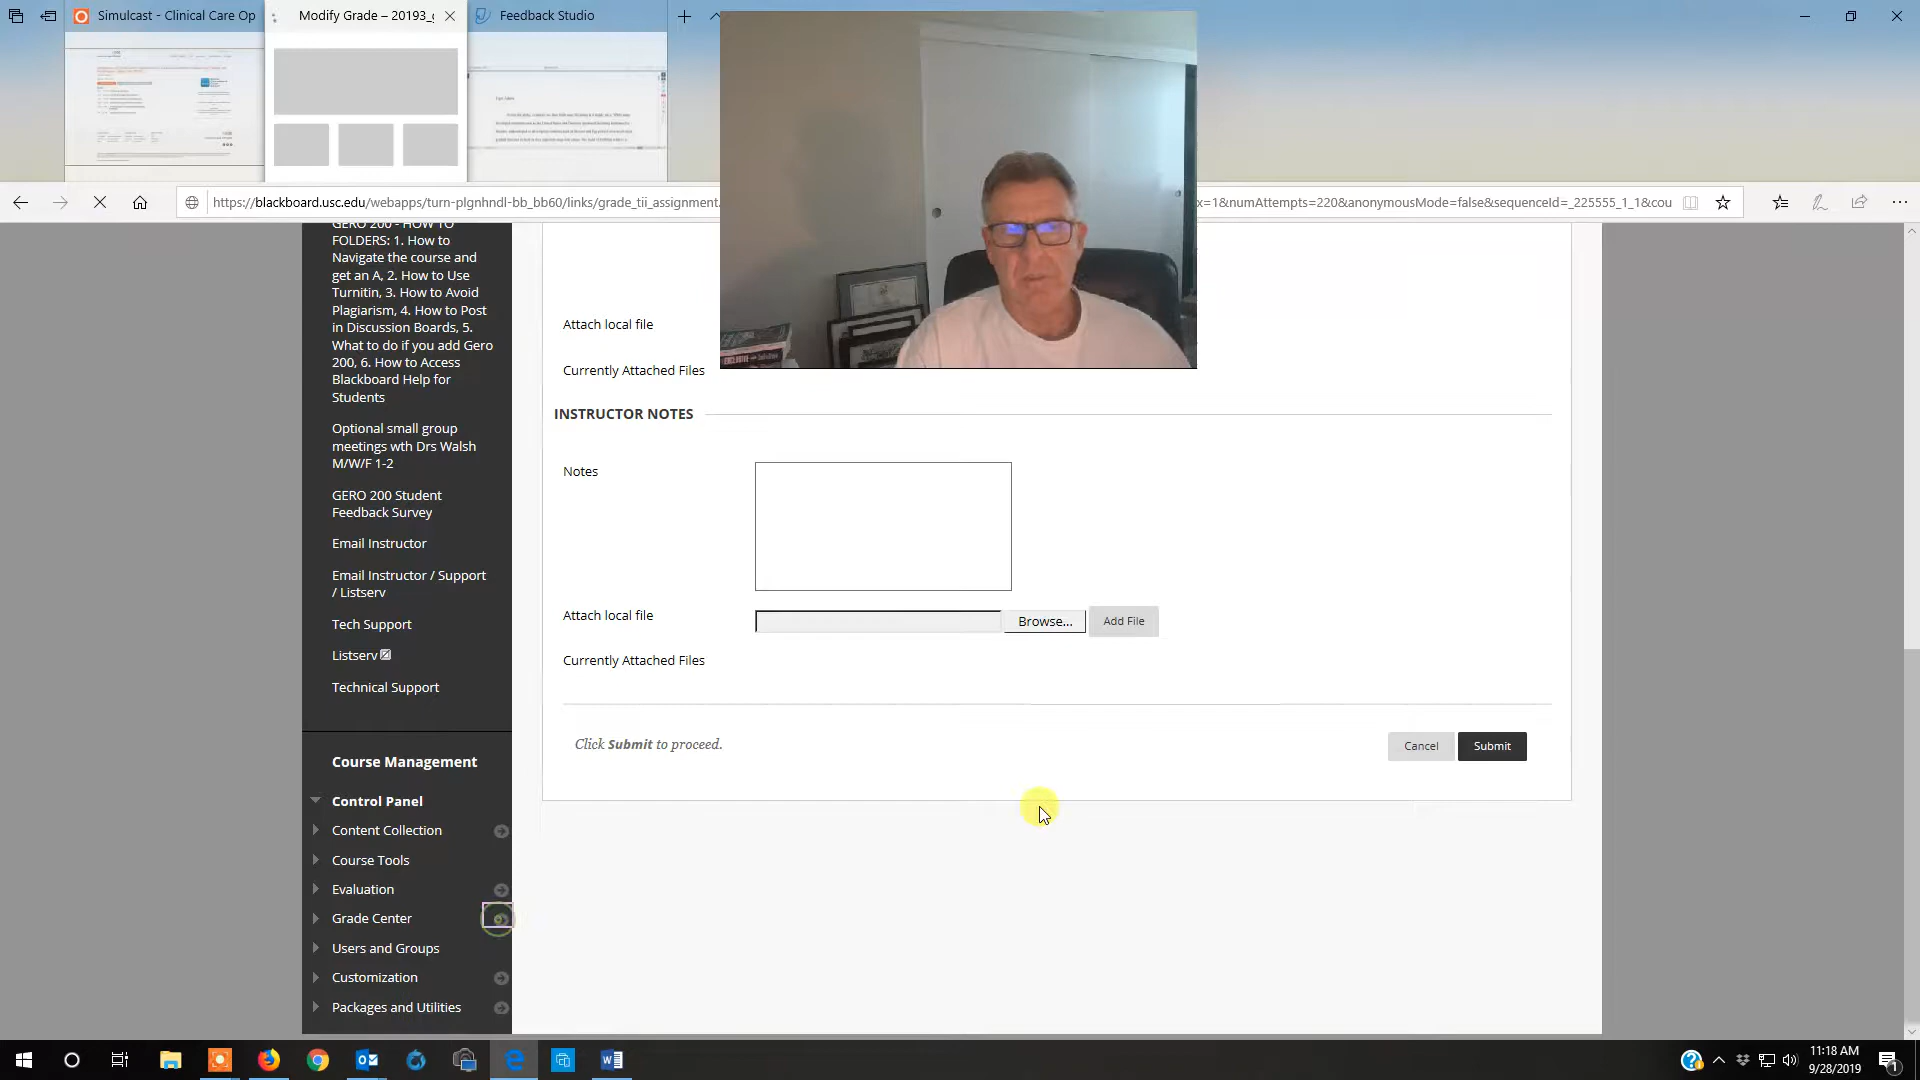 Simulcast - Clinical Care Op
Modify Grade – 20193_g
Feedback Studio
https://blackboard.usc.edu/webapps/turn-plgnhndl-bb_bb60/links/grade_tii_assignment.
x=1&numAttempts=220&anonymousMode=false&sequenceId=_225555_1_1&cou
GERO 200 - HOW TO
FOLDERS: 1. How to
Navigate the course and
get an A, 2. How to Use
Turnitin, 3. How to Avoid
Plagiarism, 4. How to Post
in Discussion Boards, 5.
What to do if you add Gero
200, 6. How to Access
Blackboard Help for
Students
Optional small group
meetings wth Drs Walsh
M/W/F 1-2
GERO 200 Student
Feedback Survey
Email Instructor
Email Instructor / Support
/ Listserv
Tech Support
Listserv
Technical Support
Course Management
Control Panel
Content Collection
Course Tools
Evaluation
Grade Center
Users and Groups
Customization
Packages and Utilities
Attach local file
Currently Attached Files
INSTRUCTOR NOTES
Notes
Attach local file
Browse...
Add File
Currently Attached Files
Click Submit to proceed.
Cancel
Submit
11:18 AM
9/28/2019
1